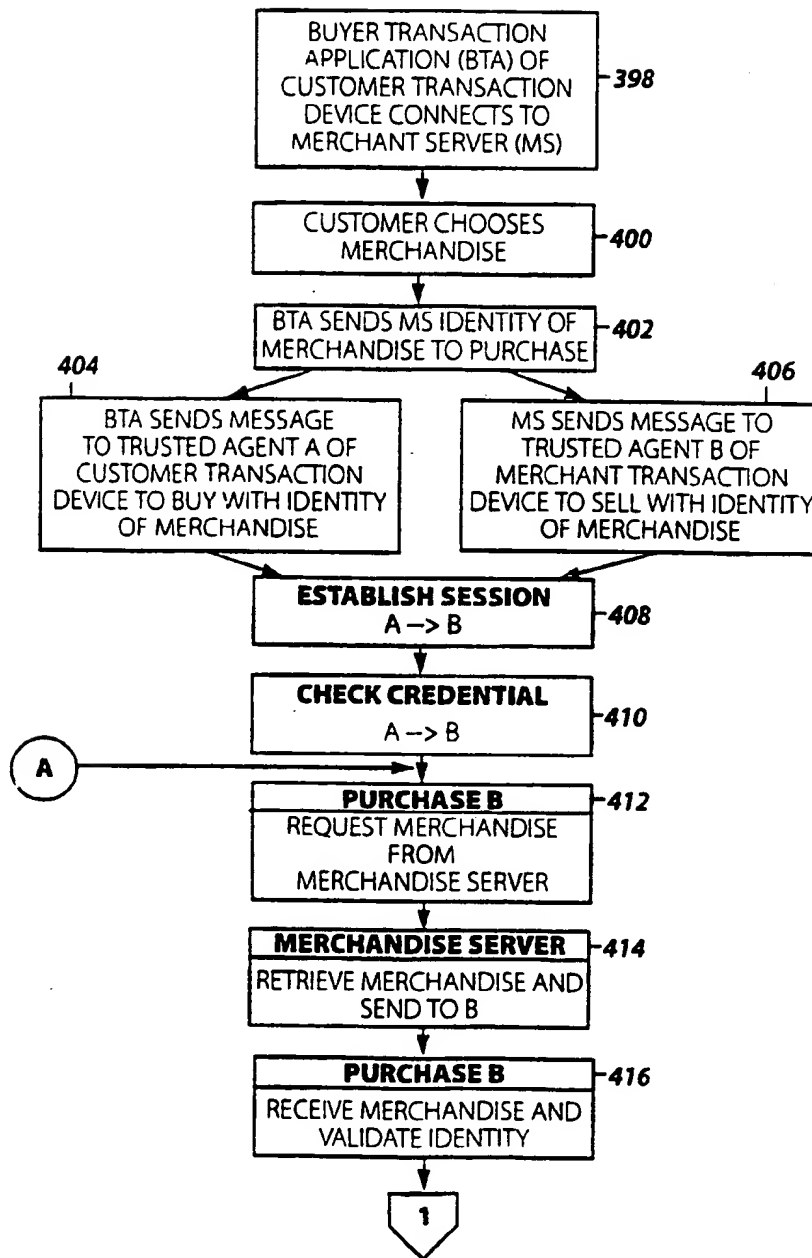 BUYER TRANSACTION
APPLICATION (BTA) OF
CUSTOMER TRANSACTION
DEVICE CONNECTS TO
MERCHANT SERVER (MS)
398
CUSTOMER CHOOSES
MERCHANDISE
400
BTA SENDS MS IDENTITY OF
MERCHANDISE TO PURCHASE
402
404
BTA SENDS MESSAGE
TO TRUSTED AGENT A OF
CUSTOMER TRANSACTION
DEVICE TO BUY WITH IDENTITY
OF MERCHANDISE
406
MS SENDS MESSAGE TO
TRUSTED AGENT B OF
MERCHANT TRANSACTION
DEVICE TO SELL WITH IDENTITY
OF MERCHANDISE
ESTABLISH SESSION
A -> B
408
CHECK CREDENTIAL
A -> B
410
A
PURCHASE B
412
REQUEST MERCHANDISE
FROM
MERCHANDISE SERVER
MERCHANDISE SERVER
414
RETRIEVE MERCHANDISE AND
SEND TO B
PURCHASE B
416
RECEIVE MERCHANDISE AND
VALIDATE IDENTITY
1